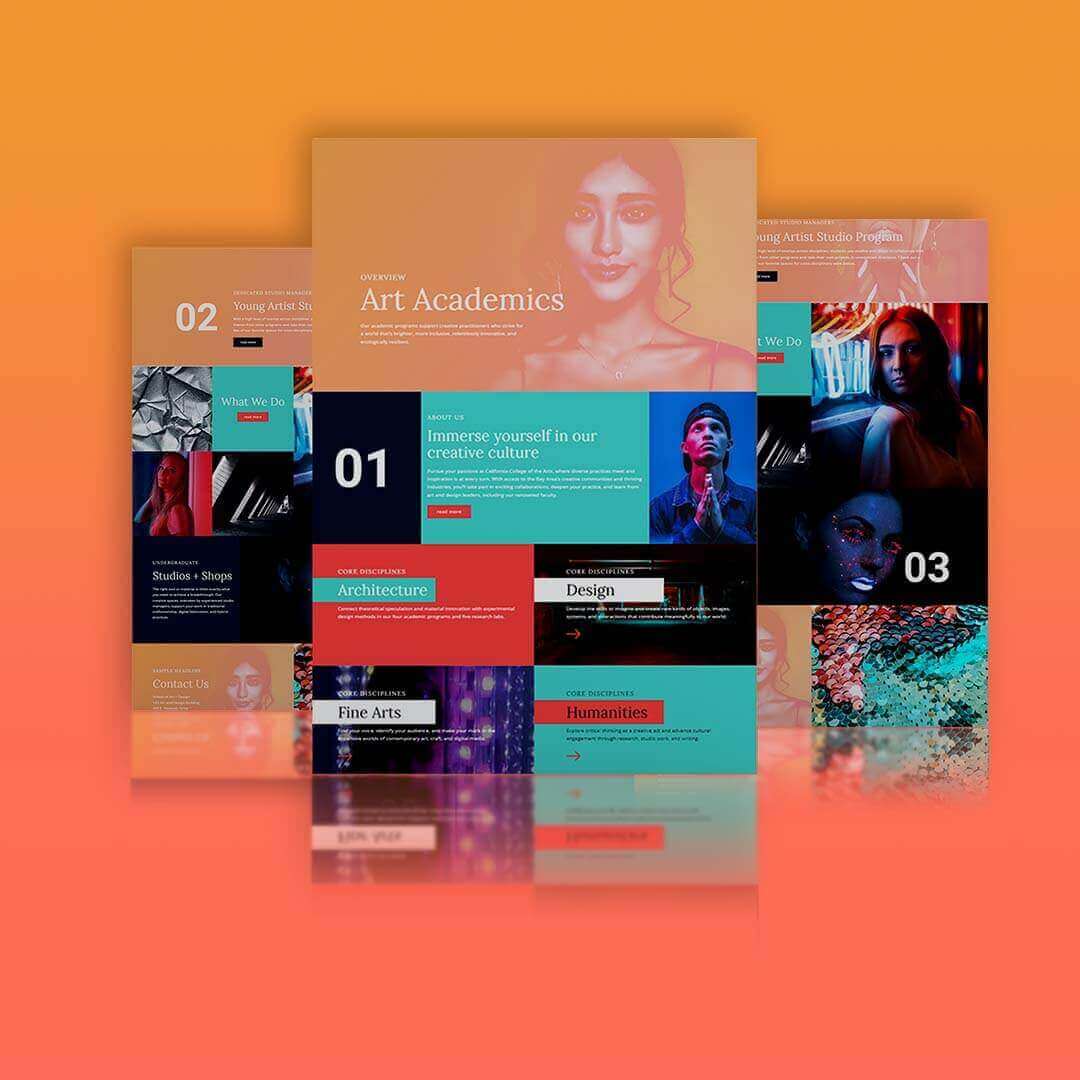 OVERVIEW
Art Academics
Our academic programs support creative practitioners who strive for
a world that's brighter, more inclusive, relentlessly innovative, and
ecologically resilient.
01
ABOUT US
Immerse yourself in our
creative culture
Pursue your passions at California College of the Arts, where diverse practices meet and
inspiration is at every turn. With access to the Bay Area's creative communities and thriving
industries, you'll take part in exciting collaborations, deepen your practice, and learn from
art and design leaders, including our renowned faculty.
read more
CORE DISCIPLINES
Architecture
Connect theoretical speculation and material innovation with experimental
design methods in our four academic programs and five research labs.
CORE DISCIPLINES
Design
Develop the skills to imagine and create new kinds of objects, images,
systems, and interactions that contribute meaningfully to our world.
CORE DISCIPLINES
Fine Arts
Find your voice, identify your audience, and make your mark in the
expansive worlds of contemporary art, craft, and digital media.
CORE DISCIPLINES
Humanities
Explore critical thinking as a creative act and advance cultural
engagement through research, studio work, and writing.
02
DEDICATED STUDIO MANAGERS
Young Artist Stu
read more
What We Do
read more
UNDERGRADUATE
Studios + Shops
SAMPLE HEADLINE
Contact Us
DEDICATED STUDIO MANAGERS
oung Artist Studio Program
read more
t We Do
read more
03